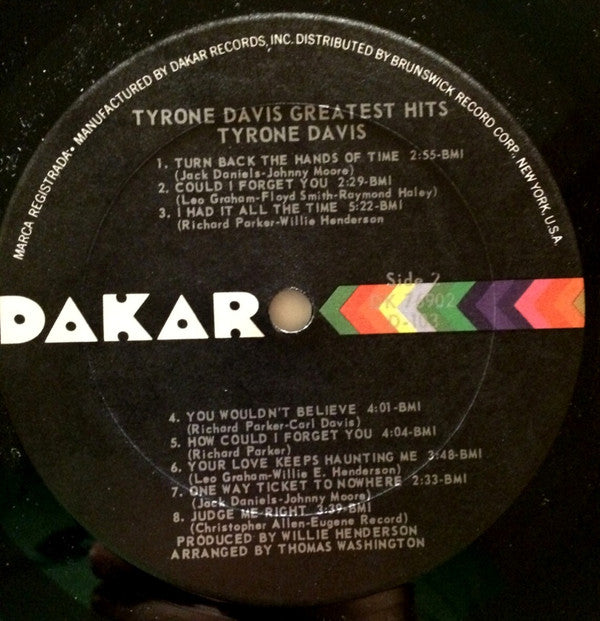 MARCA REGISTRADA • MANUFACTURED BY DAKAR RECORDS, INC. DISTRIBUTED BY BRUNSWICK RECORD CORP., NEW YORK, U.S.A.
TYRONE DAVIS GREATEST HITS
TYRONE DAVIS
1. TURN BACK THE HANDS OF TIME 2:55-BMI
(Jack Daniels-Johnny Moore)
2. COULD I FORGET YOU 2:29-BMI
(Leo Graham-Floyd Smith-Raymond Haley)
3. I HAD IT ALL THE TIME 5:22-BMI
(Richard Parker-Willie Henderson
Side 2
DAKAR
4. YOU WOULDN'T BELIEVE 4:01-BMI
(Richard Parker-Carl Davis)
5. HOW COULD I FORGET YOU 4:04-BMI
(Richard Parker)
6. YOUR LOVE KEEPS HAUNTING ME 3:48-BMI
(Leo Graham-Willie E. Henderson)
7. ONE WAY TICKET TO NOWHERE 2:33-BMI
(Jack Daniels-Johnny Moore)
8. JUDGE ME RIGHT 3:39-BMI
(Christopher Allen-Eugene Record)
PRODUCED BY WILLIE HENDERSON
ARRANGED BY THOMAS WASHINGTON